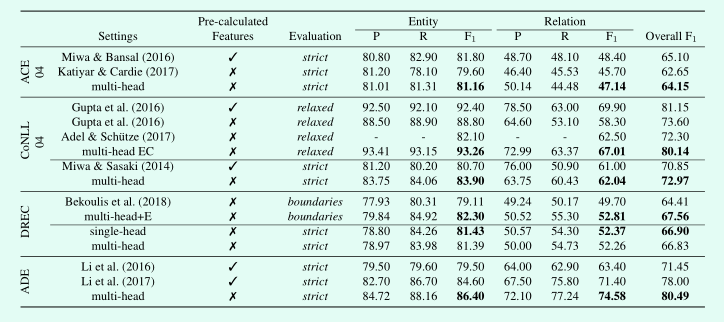 Pre-calculated Entity Relation
Settings Features Evaluation P R F1 P R F1 Overall F1
ACE 04
Miwa & Bansal (2016) ✓ strict 80.80 82.90 81.80 48.70 48.10 48.40 65.10
Katiyar & Cardie (2017) ✗ strict 81.20 78.10 79.60 46.40 45.53 45.70 62.65
multi-head ✗ strict 81.01 81.31 81.16 50.14 44.48 47.14 64.15
CoNLL 04
Gupta et al. (2016) ✓ relaxed 92.50 92.10 92.40 78.50 63.00 69.90 81.15
Gupta et al. (2016) ✗ relaxed 88.50 88.90 88.80 64.60 53.10 58.30 73.60
Adel & Schütze (2017) ✗ relaxed - - 82.10 - - 62.50 72.30
multi-head EC ✗ relaxed 93.41 93.15 93.26 72.99 63.37 67.01 80.14
Miwa & Sasaki (2014) ✓ strict 81.20 80.20 80.70 76.00 50.90 61.00 70.85
multi-head ✗ strict 83.75 84.06 83.90 63.75 60.43 62.04 72.97
DREC
Bekoulis et al. (2018) ✗ boundaries 77.93 80.31 79.11 49.24 50.17 49.70 64.41
multi-head+E ✗ boundaries 79.84 84.92 82.30 50.52 55.30 52.81 67.56
single-head ✗ strict 78.80 84.26 81.43 50.57 54.30 52.37 66.90
multi-head ✗ strict 78.97 83.98 81.39 50.00 54.73 52.26 66.83
ADE
Li et al. (2016) ✓ strict 79.50 79.60 79.50 64.00 62.90 63.40 71.45
Li et al. (2017) ✓ strict 82.70 86.70 84.60 67.50 75.80 71.40 78.00
multi-head ✗ strict 84.72 88.16 86.40 72.10 77.24 74.58 80.49